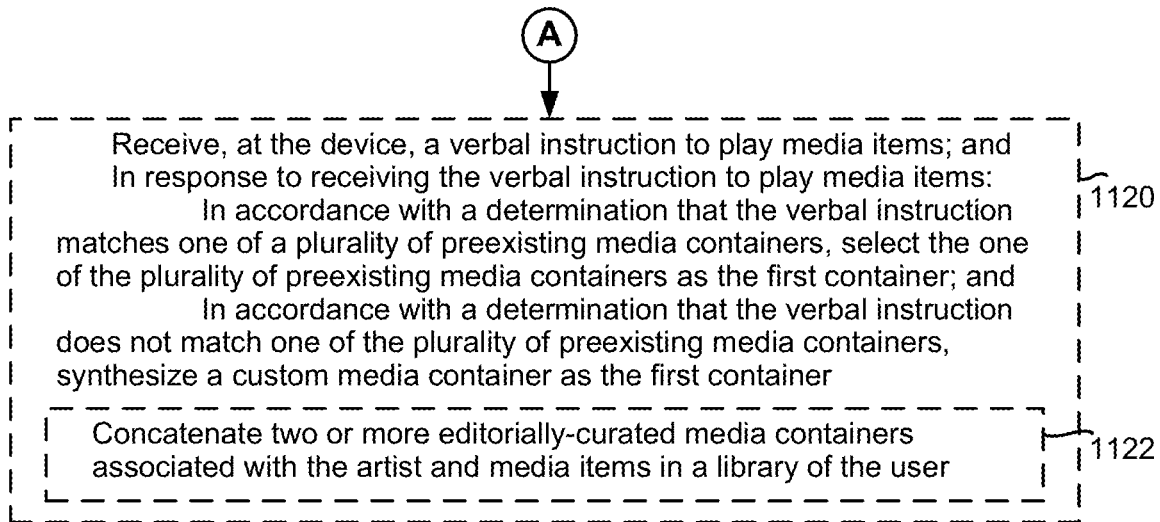 A
Receive, at the device, a verbal instruction to play media items; and
In response to receiving the verbal instruction to play media items:
In accordance with a determination that the verbal instruction
matches one of a plurality of preexisting media containers, select the one
of the plurality of preexisting media containers as the first container; and
In accordance with a determination that the verbal instruction
does not match one of the plurality of preexisting media containers,
synthesize a custom media container as the first container
1120
Concatenate two or more editorially-curated media containers
associated with the artist and media items in a library of the user
1122